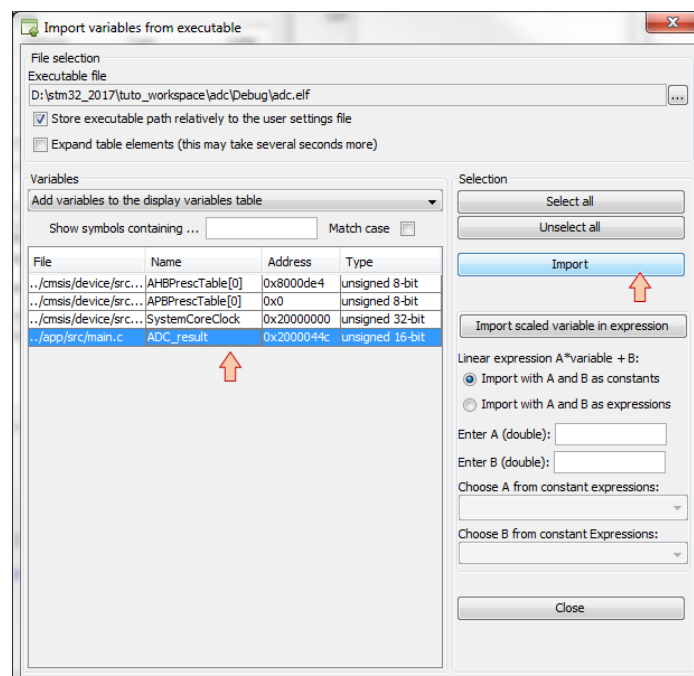 Import variables from executable
File selection
Executable file
D:\stm32_2017\tuto_workspace\adc\Debug\adc.elf
...
Store executable path relatively to the user settings file
Expand table elements (this may take several seconds more)
Variables
Add variables to the display variables table
Show symbols containing ... Match case
File Name Address Type
../cmsis/device/src... AHBPrescTable[0] 0x8000de4 unsigned 8-bit
../cmsis/device/src... APBPrescTable[0] 0x0 unsigned 8-bit
../cmsis/device/src... SystemCoreClock 0x20000000 unsigned 32-bit
../app/src/main.c ADC_result 0x2000044c unsigned 16-bit
Selection
Select all
Unselect all
Import
Import scaled variable in expression
Linear expression A*variable + B:
Import with A and B as constants
Import with A and B as expressions
Enter A (double):
Enter B (double):
Choose A from constant expressions:
Choose B from constant Expressions:
Close